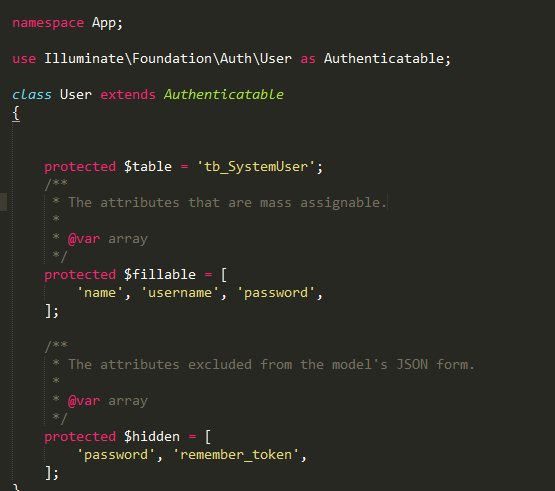 namespace App;
use Illuminate\Foundation\Auth\User as Authenticatable;
class User extends Authenticatable
{
protected $table = 'tb_SystemUser';
/**
* The attributes that are mass assignable.
*
* @var array
*/
protected $fillable = [
'name', 'username', 'password',
];
/**
* The attributes excluded from the model's JSON form.
*
* @var array
*/
protected $hidden = [
'password', 'remember_token',
];
}